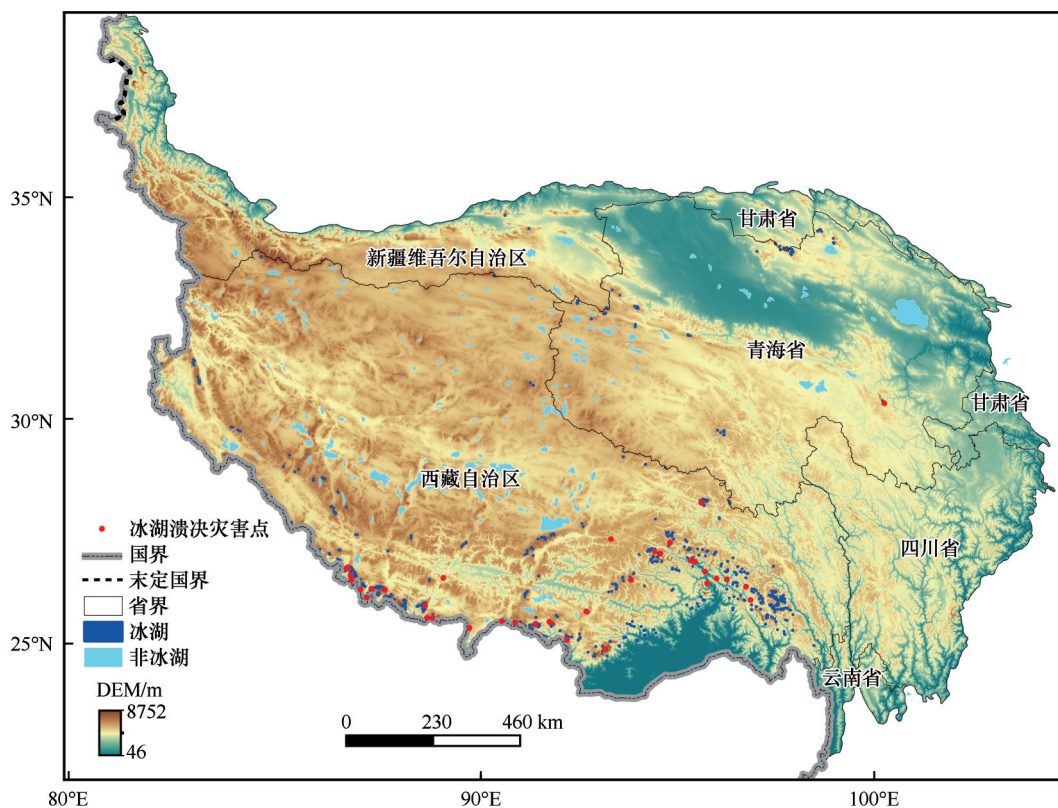 35°N
30°N
25°N
80°E
90°E
100°E
甘肃省
新疆维吾尔自治区
青海省
甘肃省
西藏自治区
四川省
云南省
冰湖溃决灾害点
国界
未定国界
省界
冰湖
非冰湖
DEM/m
8752
46
0 230 460 km